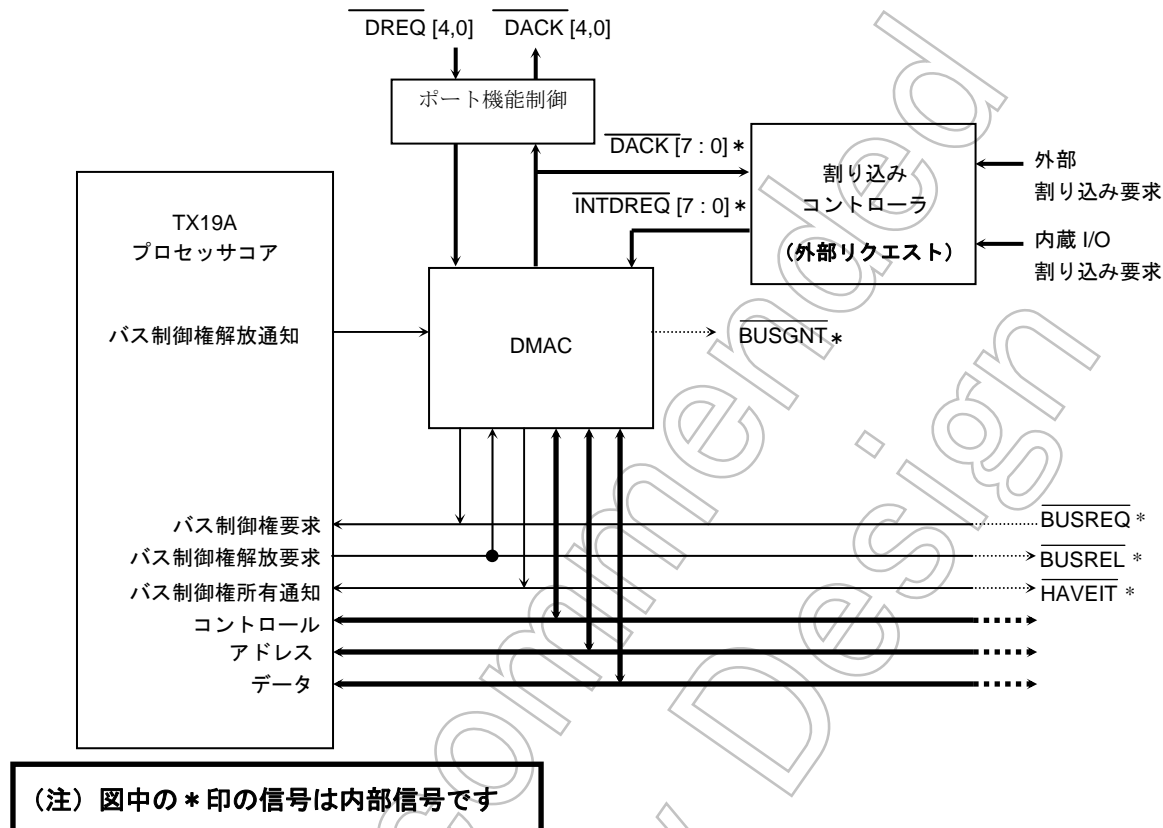 DREQ [4,0] DACK [4,0]
ポート機能制御
DACK [7 : 0] *
INTDREQ [7 : 0] *
割り込み
コントローラ
（外部リクエスト）
外部
割り込み要求
内蔵 I/O
割り込み要求
TX19A
プロセッサコア
バス制御権解放通知
DMAC
BUSGNT *
バス制御権要求
BUSREQ *
バス制御権解放要求
BUSREL *
バス制御権所有通知
HAVEIT *
コントロール
アドレス
データ
（注）図中の＊印の信号は内部信号です
commended
Design